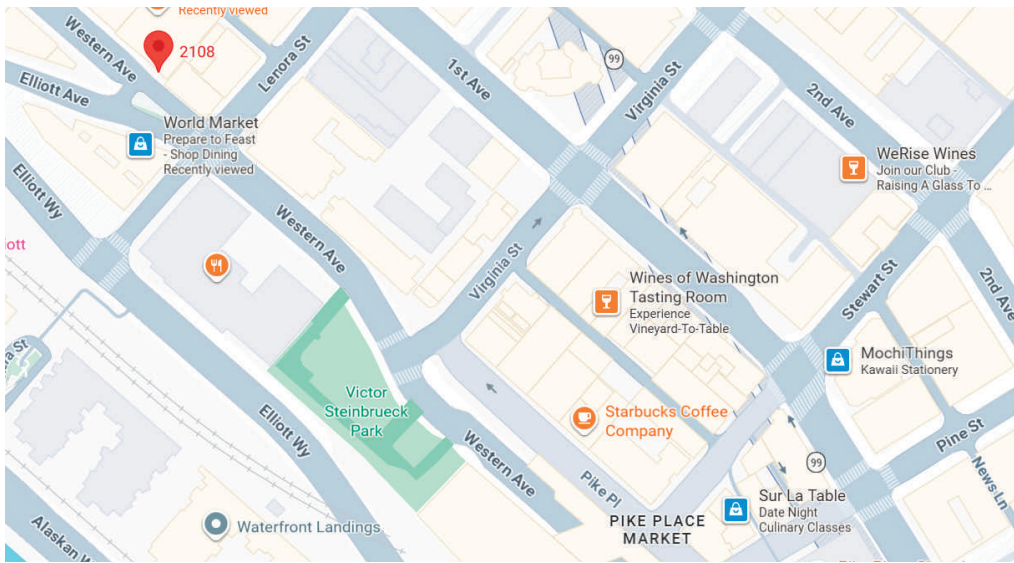 Recently viewed
Western Ave
2108
Lenora St
Elliott Ave
1st Ave
99
Virginia St
2nd Ave
World Market
Prepare to Feast
- Shop Dining
Recently viewed
WeRise Wines
Join our Club -
Raising A Glass To ...
Elliott Wy
Western Ave
Virginia St
Wines of Washington
Tasting Room
Experience
Vineyard-To-Table
Stewart St
2nd Ave
MochiThings
Kawaii Stationery
Victor
Steinbrueck
Park
Starbucks Coffee
Company
Elliott Wy
Western Ave
Pike Pl
Pine St
News Ln
99
Sur La Table
Date Night
Culinary Classes
PIKE PLACE
MARKET
Waterfront Landings